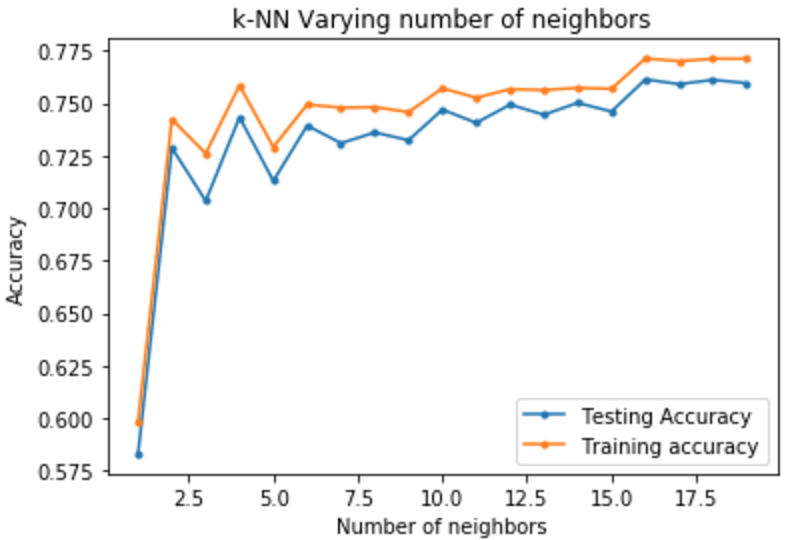 k-NN Varying number of neighbors
0.775
0.750
0.725
0.700
0.675
0.650
0.625
0.600
0.575
Accuracy
Testing Accuracy
Training accuracy
2.5 5.0 7.5 10.0 12.5 15.0 17.5
Number of neighbors